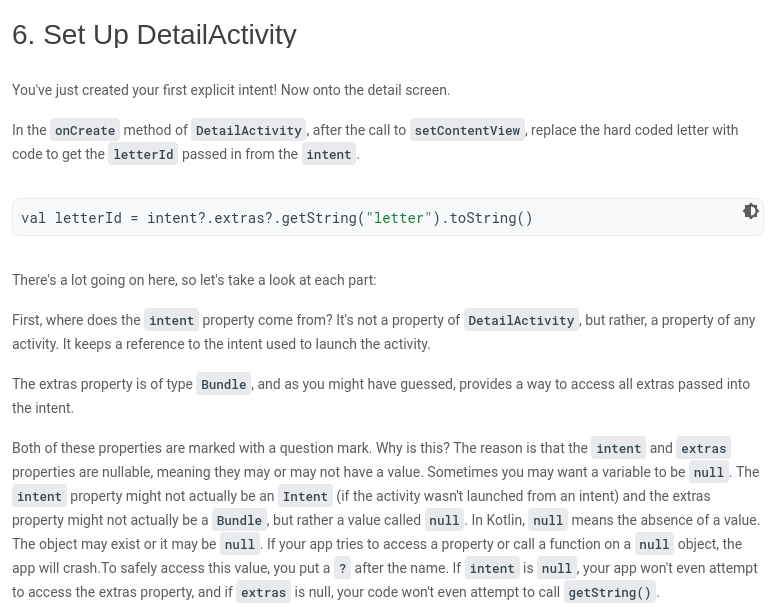 6. Set Up DetailActivity
You've just created your first explicit intent! Now onto the detail screen.
In the onCreate method of DetailActivity, after the call to setContentView, replace the hard coded letter with
code to get the letterId passed in from the intent.
val letterId = intent?.extras?.getString("letter").toString()
There's a lot going on here, so let's take a look at each part:
First, where does the intent property come from? It's not a property of DetailActivity, but rather, a property of any
activity. It keeps a reference to the intent used to launch the activity.
The extras property is of type Bundle, and as you might have guessed, provides a way to access all extras passed into
the intent.
Both of these properties are marked with a question mark. Why is this? The reason is that the intent and extras
properties are nullable, meaning they may or may not have a value. Sometimes you may want a variable to be null. The
intent property might not actually be an Intent (if the activity wasn't launched from an intent) and the extras
property might not actually be a Bundle, but rather a value called null. In Kotlin, null means the absence of a value.
The object may exist or it may be null. If your app tries to access a property or call a function on a null object, the
app will crash.To safely access this value, you put a ? after the name. If intent is null, your app won't even attempt
to access the extras property, and if extras is null, your code won't even attempt to call getString().